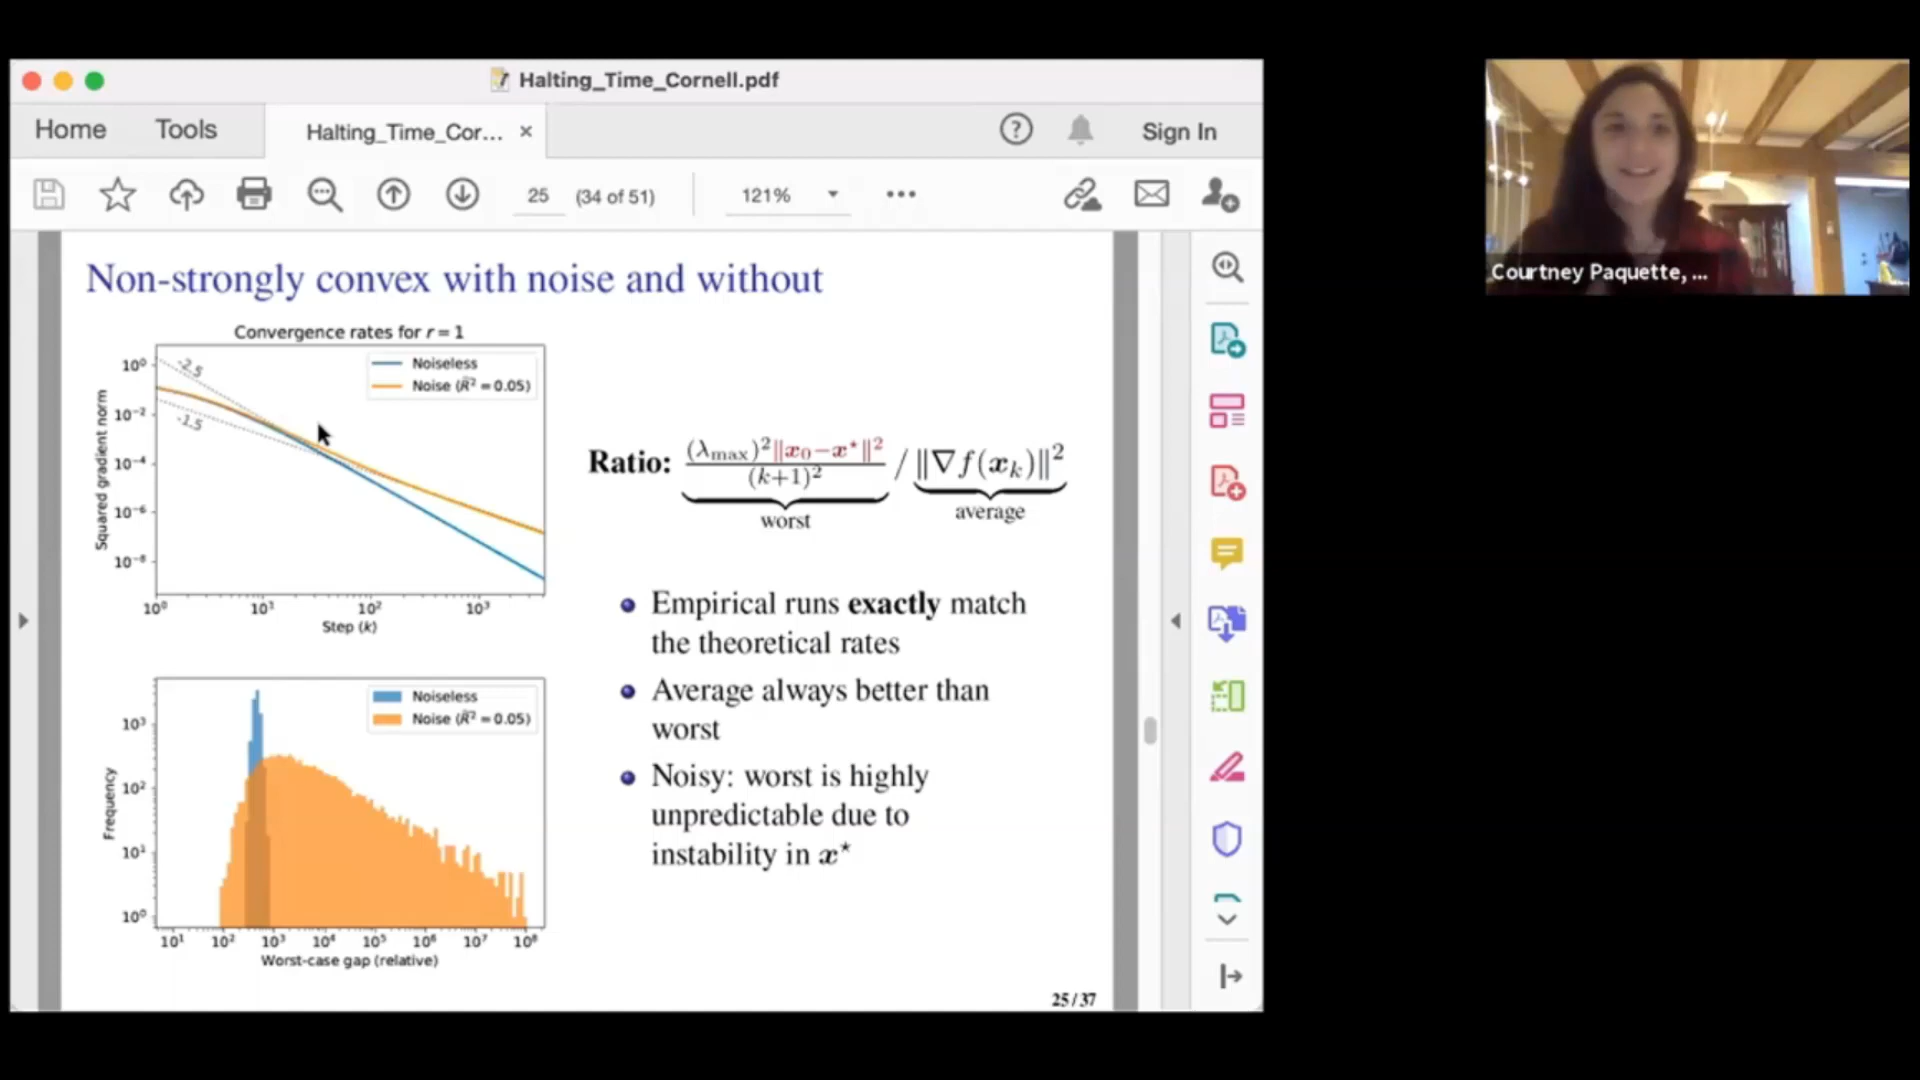 Halting_Time_Cornell.pdf
Home Tools Halting_Time_Cor... × ? Sign In
25 (34 of 51) 121%
Non-strongly convex with noise and without
Convergence rates for r = 1
Noiseless
Noise (R̃² = 0.05)
-2.5
-1.5
10⁰
10⁻²
10⁻⁴
10⁻⁶
10⁻⁸
Squared gradient norm
10⁰ 10¹ 10² 10³
Step (k)
Ratio: (λmax)²‖x₀−x⋆‖² / (k+1)² / ‖∇f(xₖ)‖²
worst average
Empirical runs exactly match
the theoretical rates
Average always better than
worst
Noisy: worst is highly
unpredictable due to
instability in x⋆
Noiseless
Noise (R̃² = 0.05)
10³
10²
10¹
10⁰
Frequency
10¹ 10² 10³ 10⁴ 10⁵ 10⁶ 10⁷ 10⁸
Worst-case gap (relative)
25 / 37
Courtney Paquette, ...